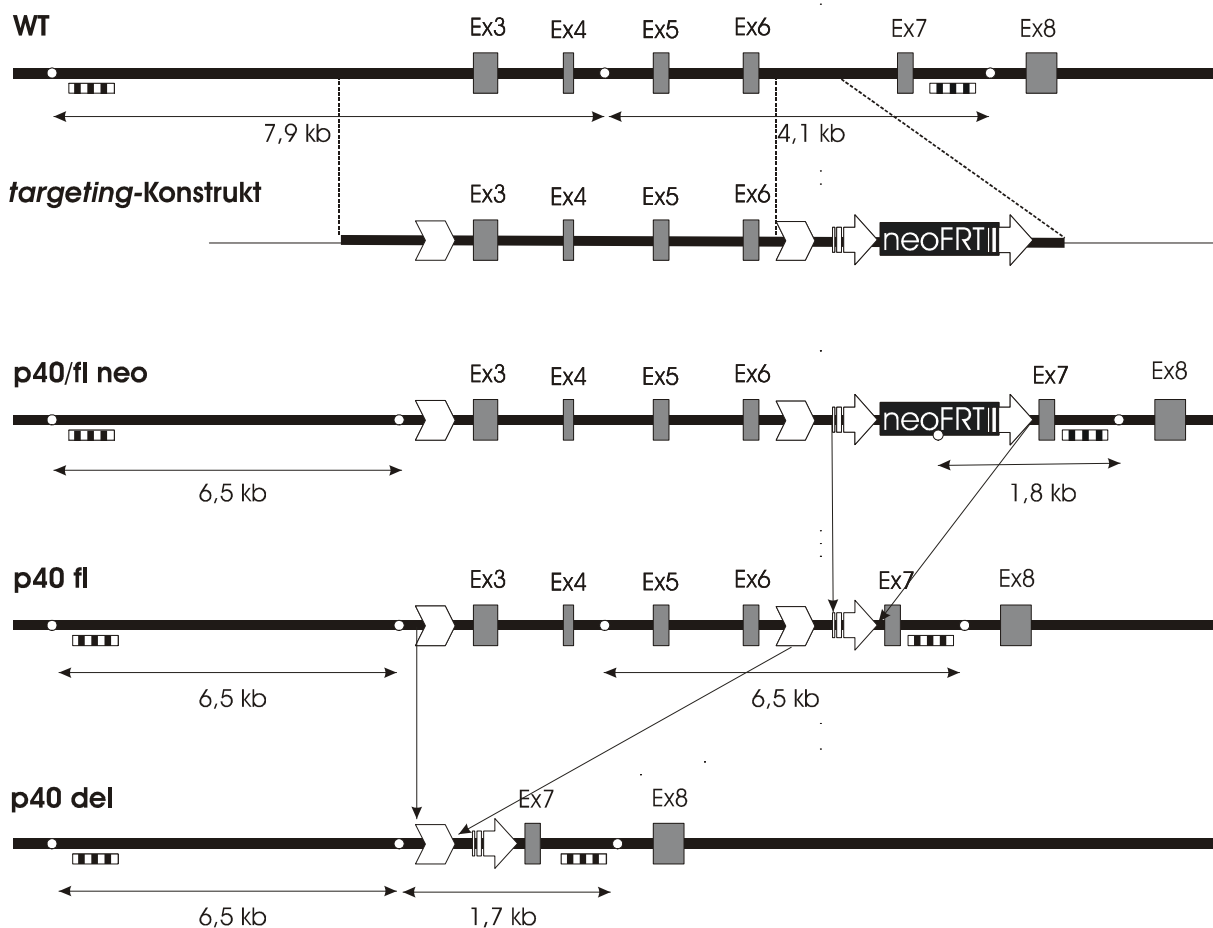 WT
Ex3 Ex4 Ex5 Ex6 Ex7 Ex8
7,9 kb 4,1 kb
targeting-Konstrukt
Ex3 Ex4 Ex5 Ex6
neoFRT
p40/fl neo
Ex3 Ex4 Ex5 Ex6 Ex7 Ex8
neoFRT
6,5 kb 1,8 kb
p40 fl
Ex3 Ex4 Ex5 Ex6 Ex7 Ex8
6,5 kb 6,5 kb
p40 del
Ex7 Ex8
6,5 kb 1,7 kb